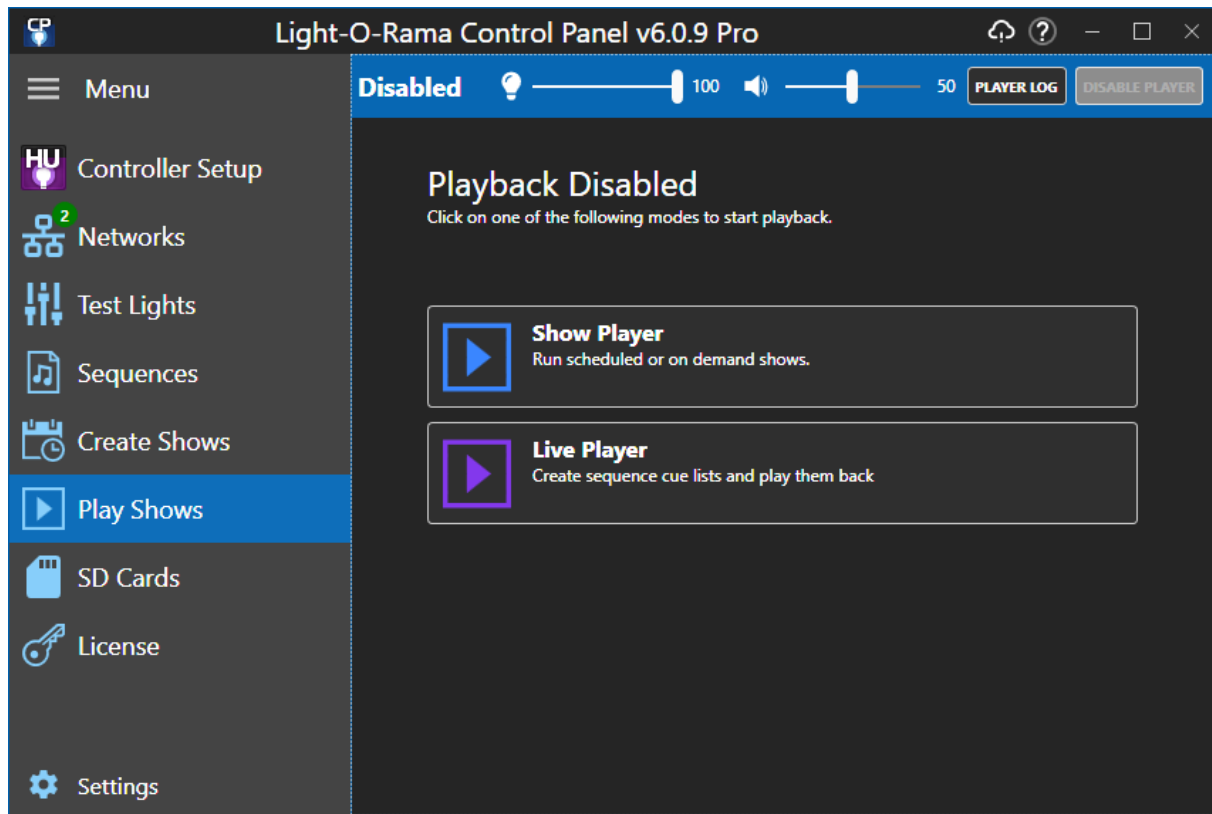 CP
Light-O-Rama Control Panel v6.0.9 Pro
?
Menu
Disabled
100
50
PLAYER LOG
DISABLE PLAYER
HU
Controller Setup
2
Networks
Test Lights
Sequences
Create Shows
Play Shows
SD Cards
License
Settings
Playback Disabled
Click on one of the following modes to start playback.
Show Player
Run scheduled or on demand shows.
Live Player
Create sequence cue lists and play them back